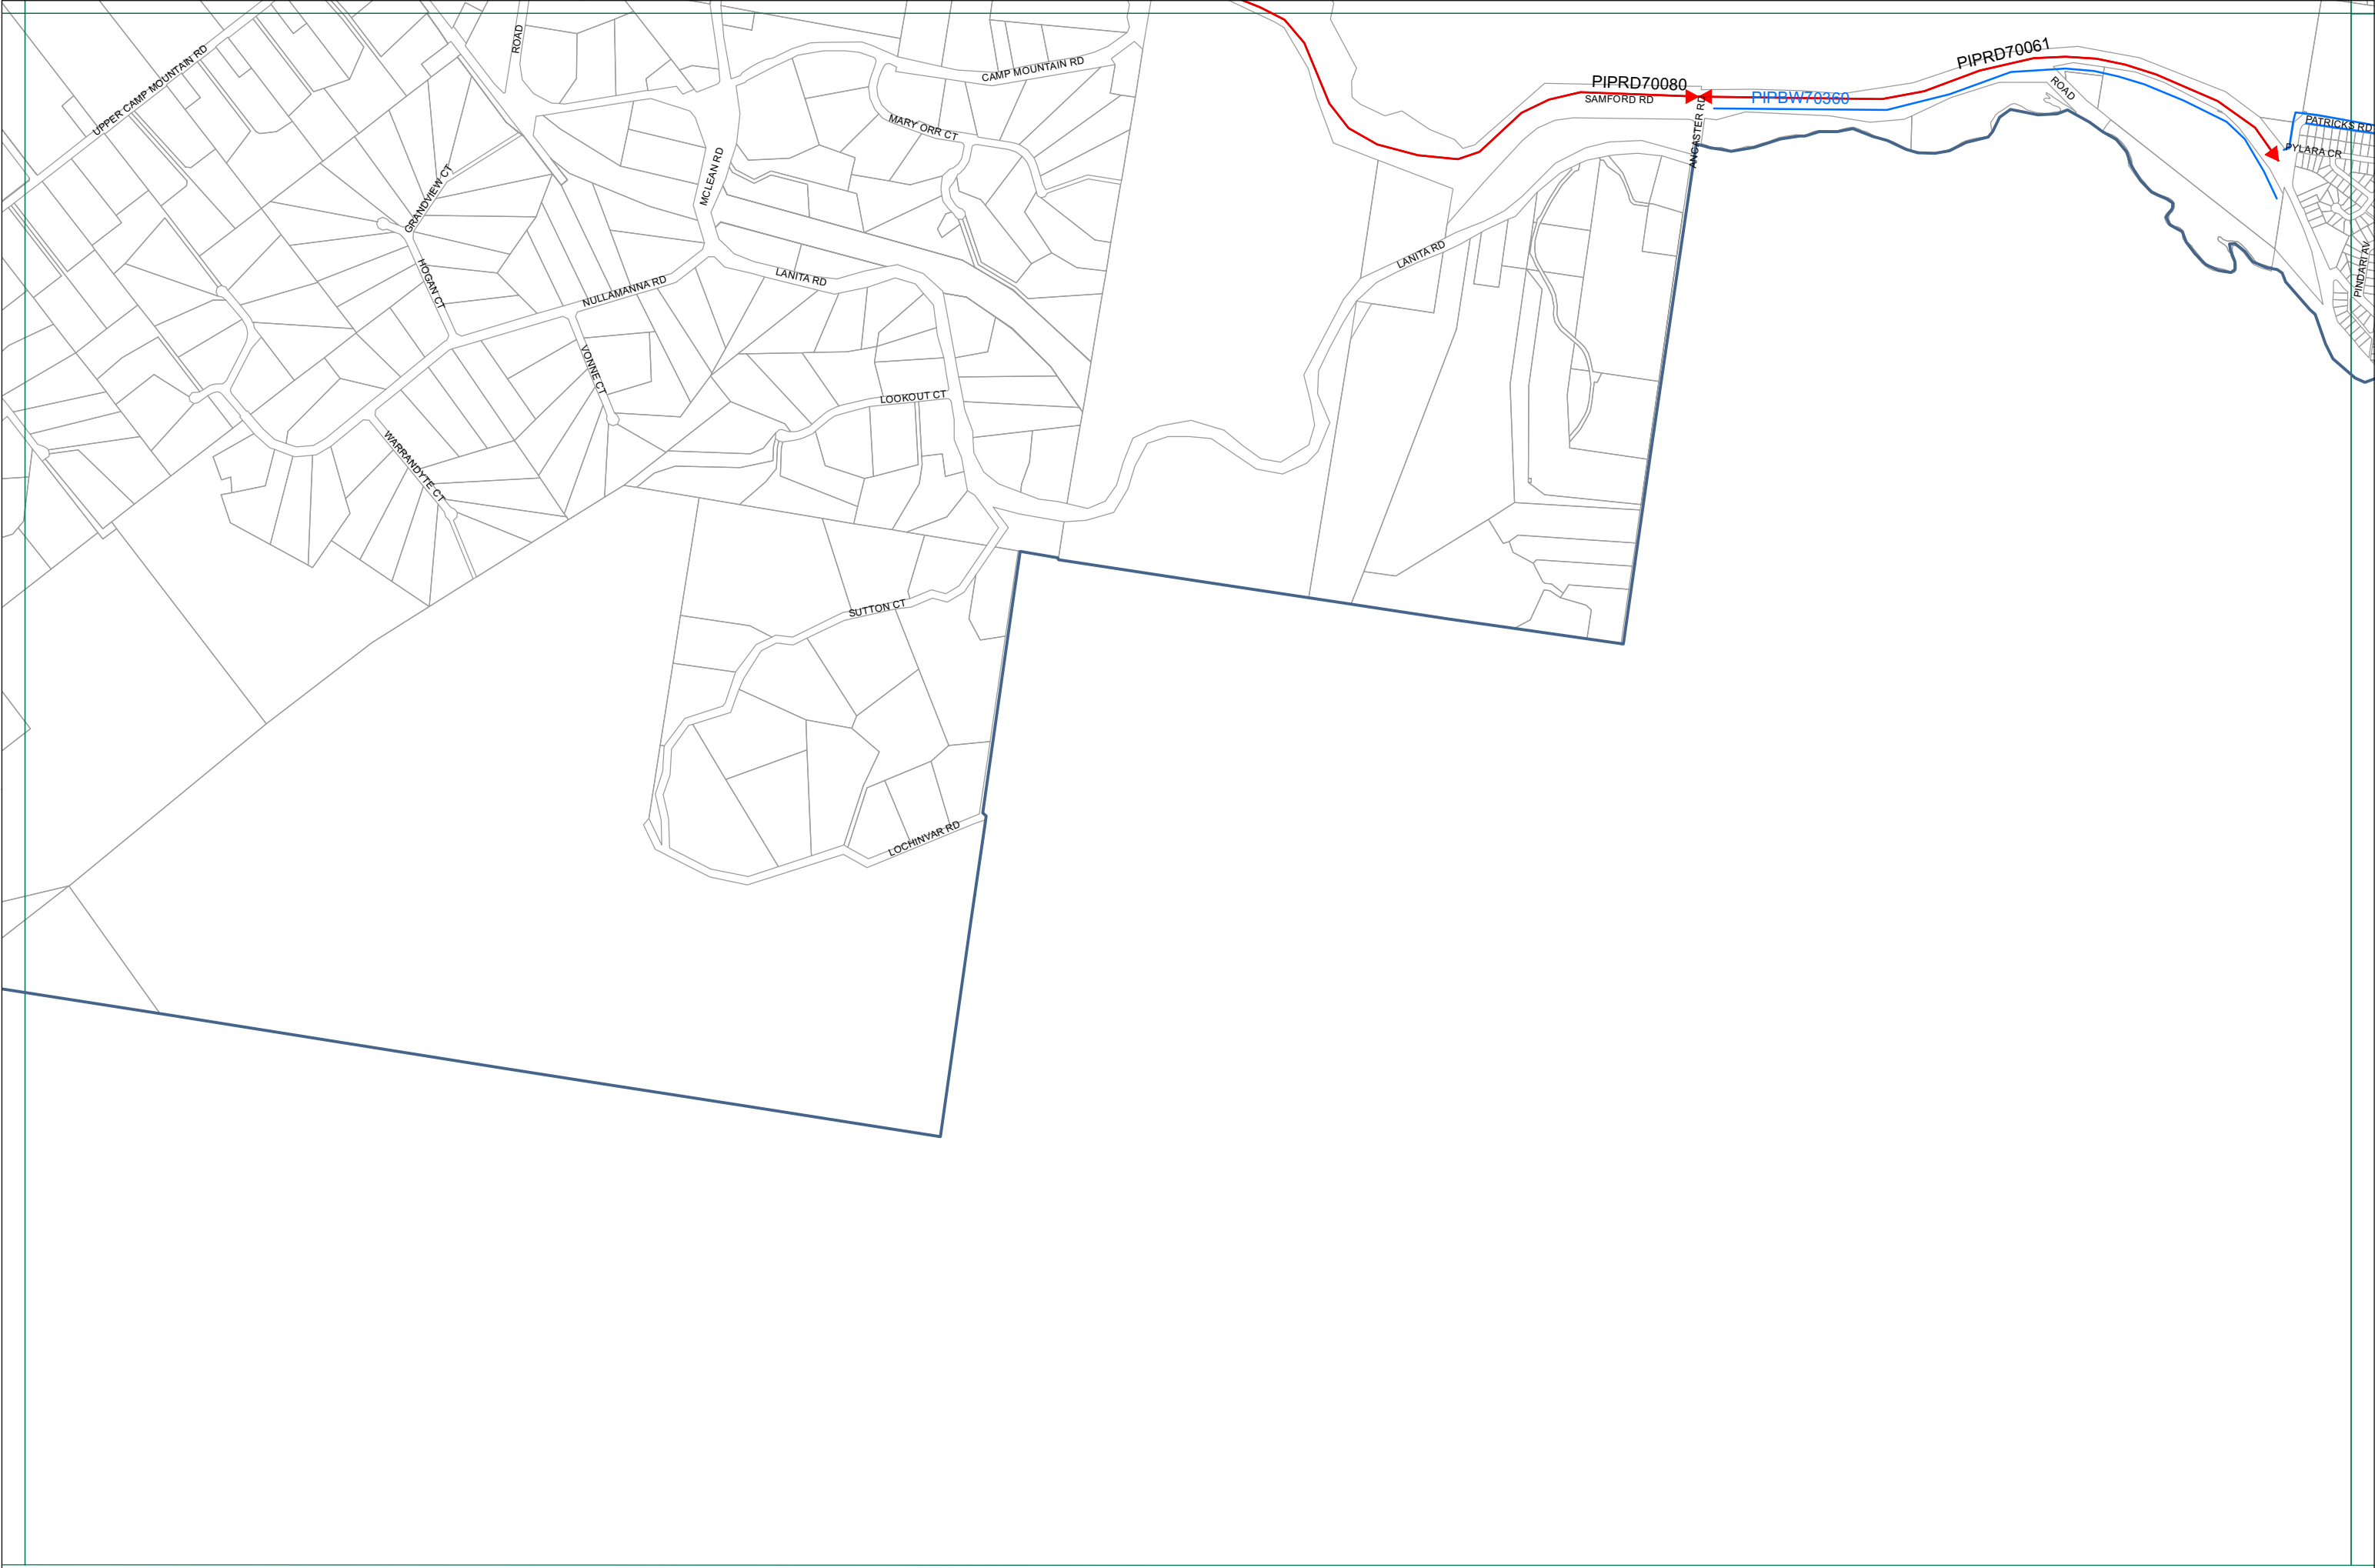 ROAD
UPPER CAMP MOUNTAIN RD
CAMP MOUNTAIN RD
PIPRD70061
PIPRD70080
SAMFORD RD
PIPBW70360
ROAD
MARY ORR CT
PATRICKS RD
ANCASTER RD
PYLARA CR
MCLEAN RD
GRANDVIEW CT
LANITA RD
HOGAN CT
LANITA RD
PINDARI AV
NULLAMANNA RD
VONNE CT
LOOKOUT CT
WARRANDYTE CT
SUTTON CT
LOCHINVAR RD